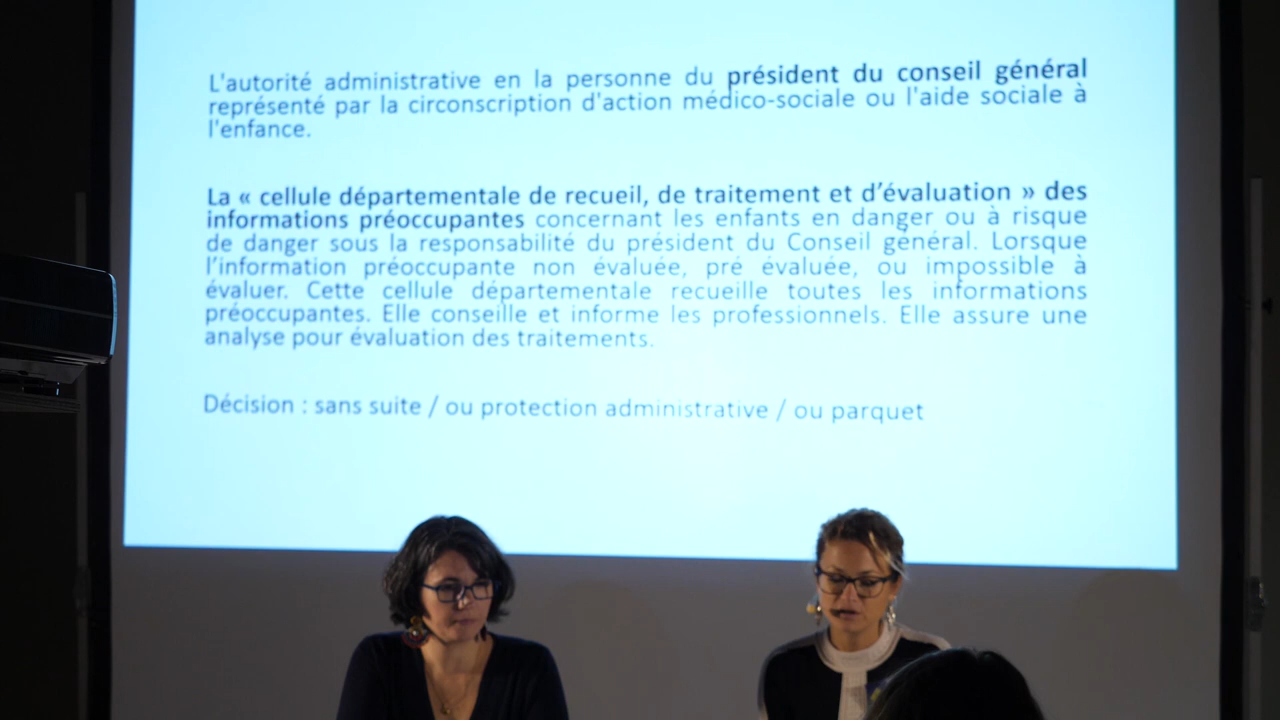 L'autorité administrative en la personne du président du conseil général
représenté par la circonscription d'action médico-sociale ou l'aide sociale à
l'enfance.
La « cellule départementale de recueil, de traitement et d’évaluation » des
informations préoccupantes concernant les enfants en danger ou à risque
de danger sous la responsabilité du président du Conseil général. Lorsque
l’information préoccupante non évaluée, pré évaluée, ou impossible à
évaluer. Cette cellule départementale recueille toutes les informations
préoccupantes. Elle conseille et informe les professionnels. Elle assure une
analyse pour évaluation des traitements.
Décision : sans suite / ou protection administrative / ou parquet